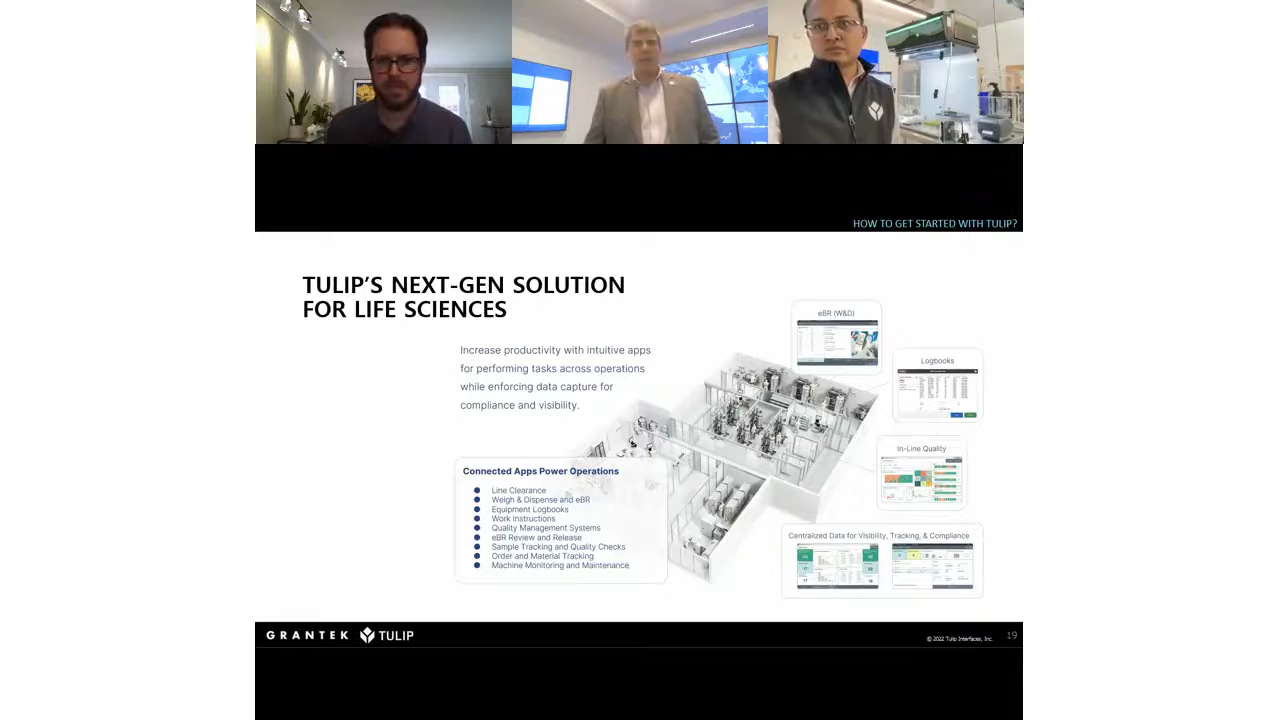 HOW TO GET STARTED WITH TULIP?
TULIP’S NEXT-GEN SOLUTION
FOR LIFE SCIENCES
Increase productivity with intuitive apps
for performing tasks across operations
while enforcing data capture for
compliance and visibility.
Connected Apps Power Operations
Line Clearance
Weigh & Dispense and eBR
Equipment Logbooks
Work Instructions
Quality Management Systems
eBR Review and Release
Sample Tracking and Quality Checks
Order and Material Tracking
Machine Monitoring and Maintenance
eBR (W&D)
Logbooks
In-Line Quality
Centralized Data for Visibility, Tracking, & Compliance
GRANTEK TULIP
© 2022 Tulip Interfaces, Inc. 19